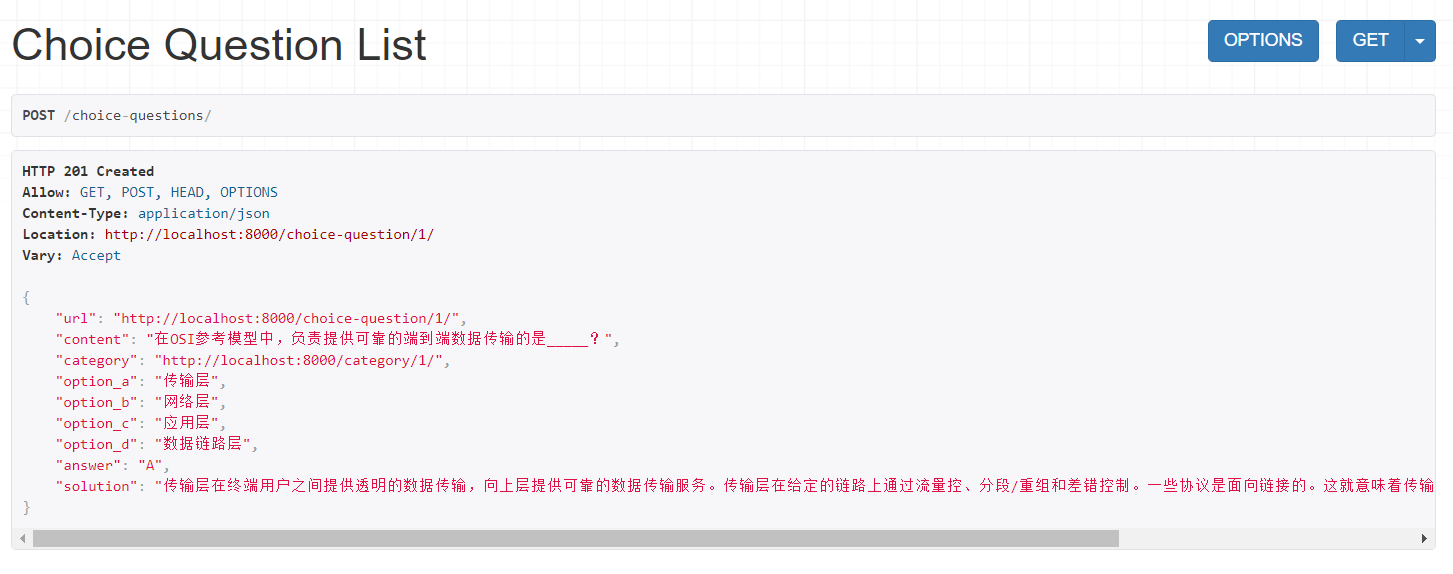 Choice Question List
OPTIONS
GET
POST /choice-questions/
HTTP 201 Created
Allow: GET, POST, HEAD, OPTIONS
Content-Type: application/json
Location: http://localhost:8000/choice-question/1/
Vary: Accept
{
"url": "http://localhost:8000/choice-question/1/",
"content": "在OSI参考模型中，负责提供可靠的端到端数据传输的是_____？",
"category": "http://localhost:8000/category/1/",
"option_a": "传输层",
"option_b": "网络层",
"option_c": "应用层",
"option_d": "数据链路层",
"answer": "A",
"solution": "传输层在终端用户之间提供透明的数据传输，向上层提供可靠的数据传输服务。传输层在给定的链路上通过流量控、分段/重组和差错控制。一些协议是面向链接的。这就意味着传输
}